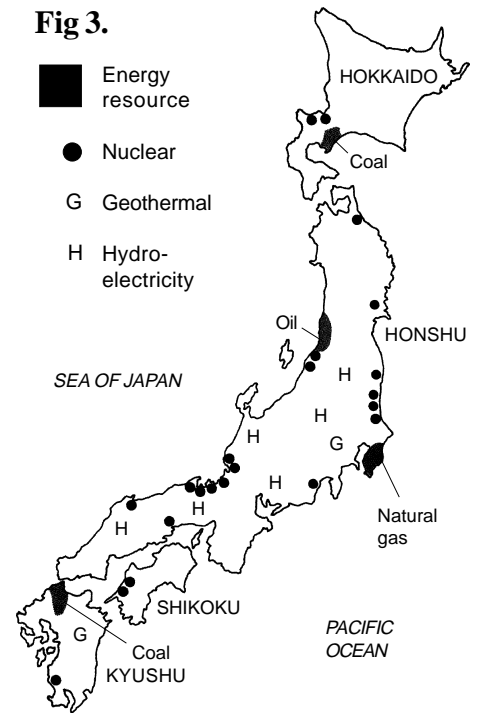 Fig 3.
Energy
resource
Nuclear
G Geothermal
H Hydro-
electricity
HOKKAIDO
Coal
Oil
HONSHU
SEA OF JAPAN
H
H
H
G
H
H
H
Natural
gas
SHIKOKU
G
Coal
KYUSHU
PACIFIC
OCEAN